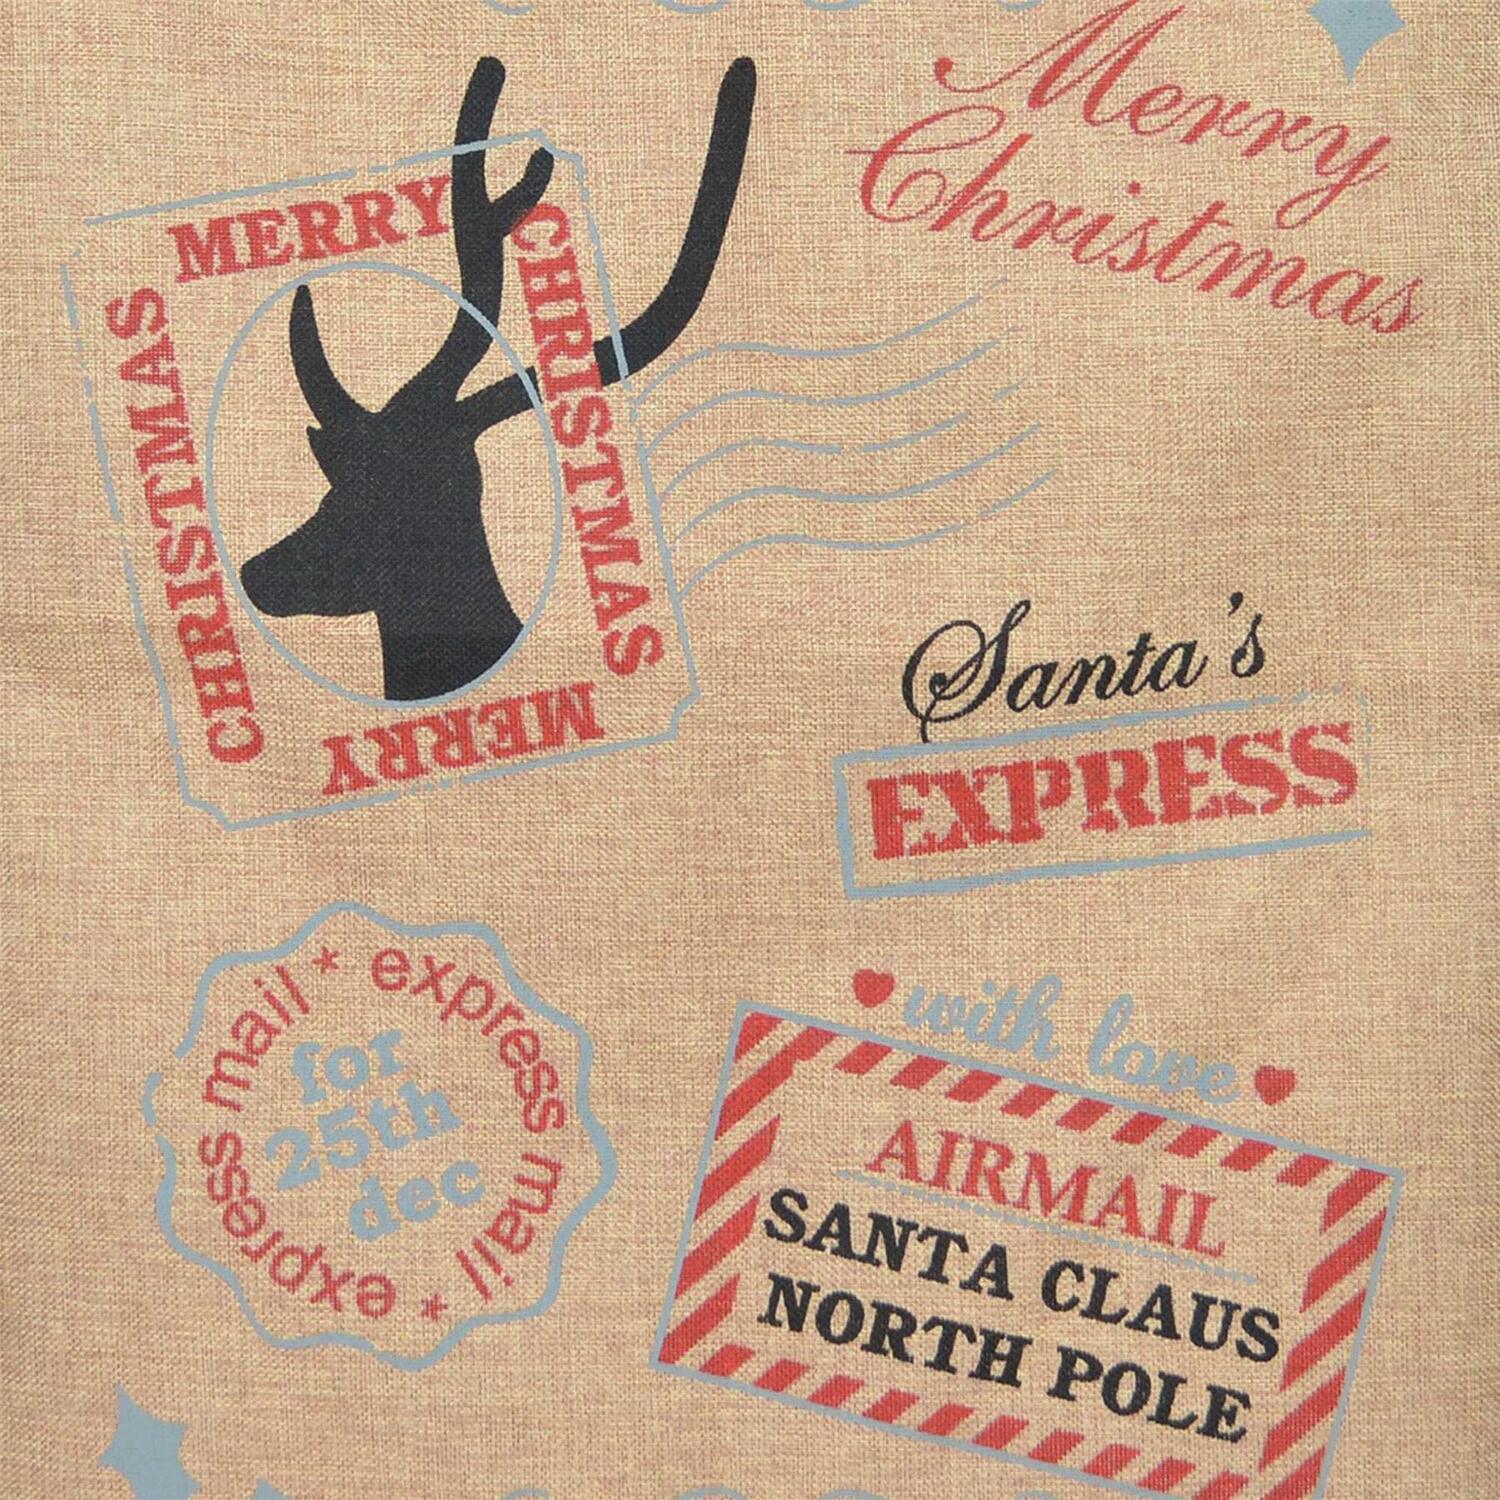 Merry
Christmas
MERRY
CHRISTMAS
MERRY
CHRISTMAS
Santa's
EXPRESS
express mail * express mail *
for
25th
dec
with love
AIRMAIL
SANTA CLAUS
NORTH POLE